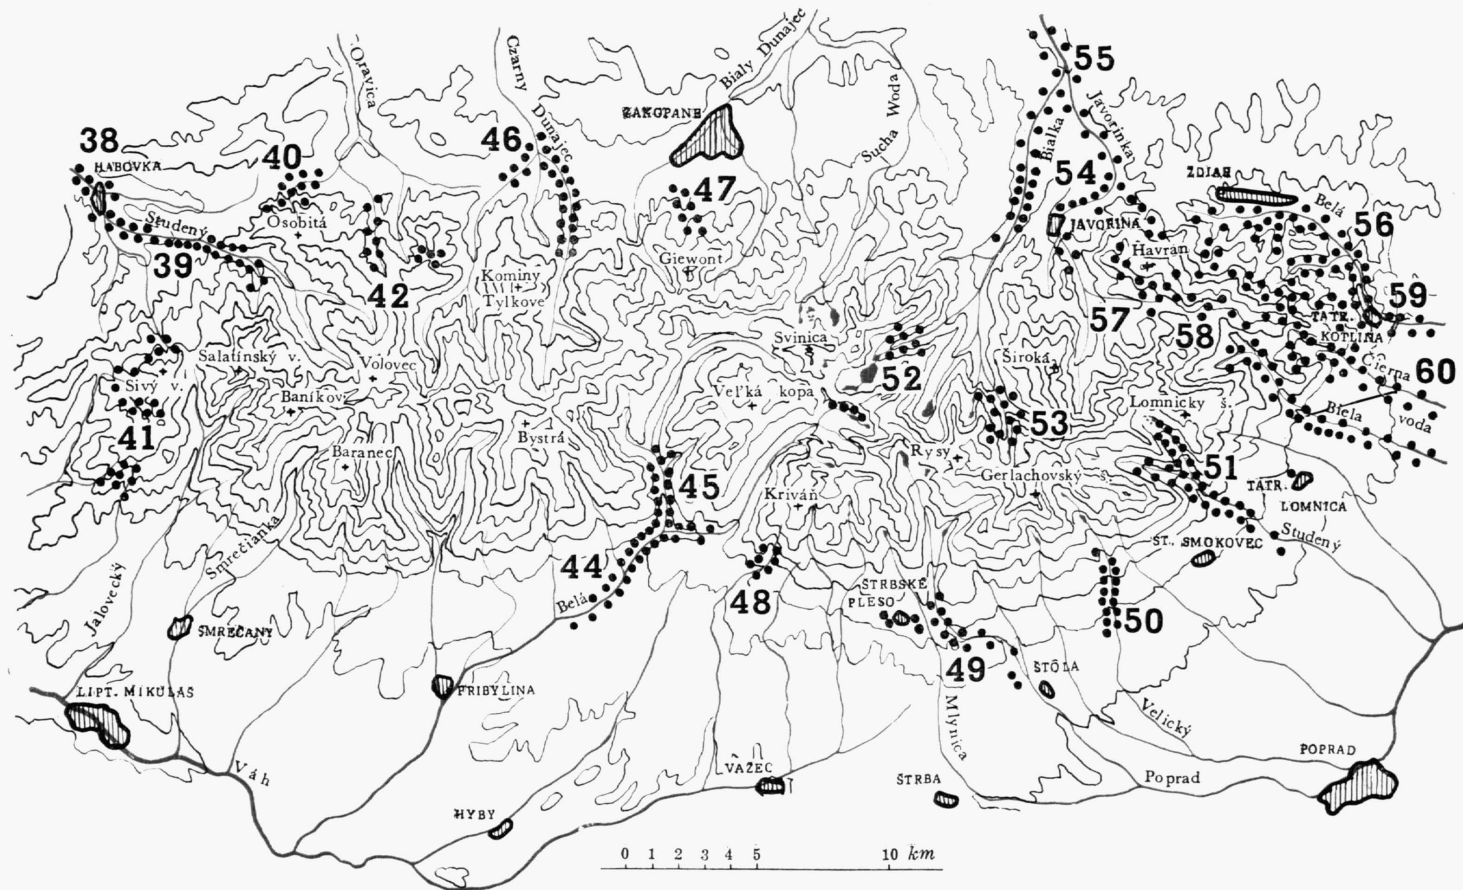 Oravica
Czarny
Dunajec
Bialy Dunajec
ZAKOPANE
Sucha Woda
55
Javorinka
Bialka
38
HABOVKA
40
46
47
54
ŽDIAR
Belá
Studený
Osobitá
JAVORINA
56
39
42
Kominy
Tylkove
Giewont
Havran
57
58
59
TATR.
KOTLINA
Salatínský v.
Volovec
Svinica
Široká
52
Sivý v.
Baníkov
Veľká kopa
Čierna
60
Lomnicky š.
Biela
voda
41
Bystrá
53
Baranec
Rysy
Gerlachovský š.
51
45
Kriváň
TATR.
LOMNICA
Smrečianka
Jalovecký
44
Belá
48
ŠTRBSKÉ
PLESO
ST. SMOKOVEC
Studený
50
SMREČANY
49
ŠTÔLA
LIPT. MIKULÁŠ
PRIBYLINA
Mlynica
Velický
POPRAD
Váh
VAŽEC
ŠTRBA
Poprad
HYBY
0 1 2 3 4 5 10 km